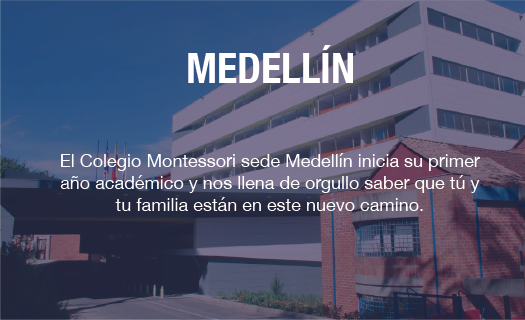 MEDELLÍN
El Colegio Montessori sede Medellín inicia su primer
año académico y nos llena de orgullo saber que tú y
tu familia están en este nuevo camino.